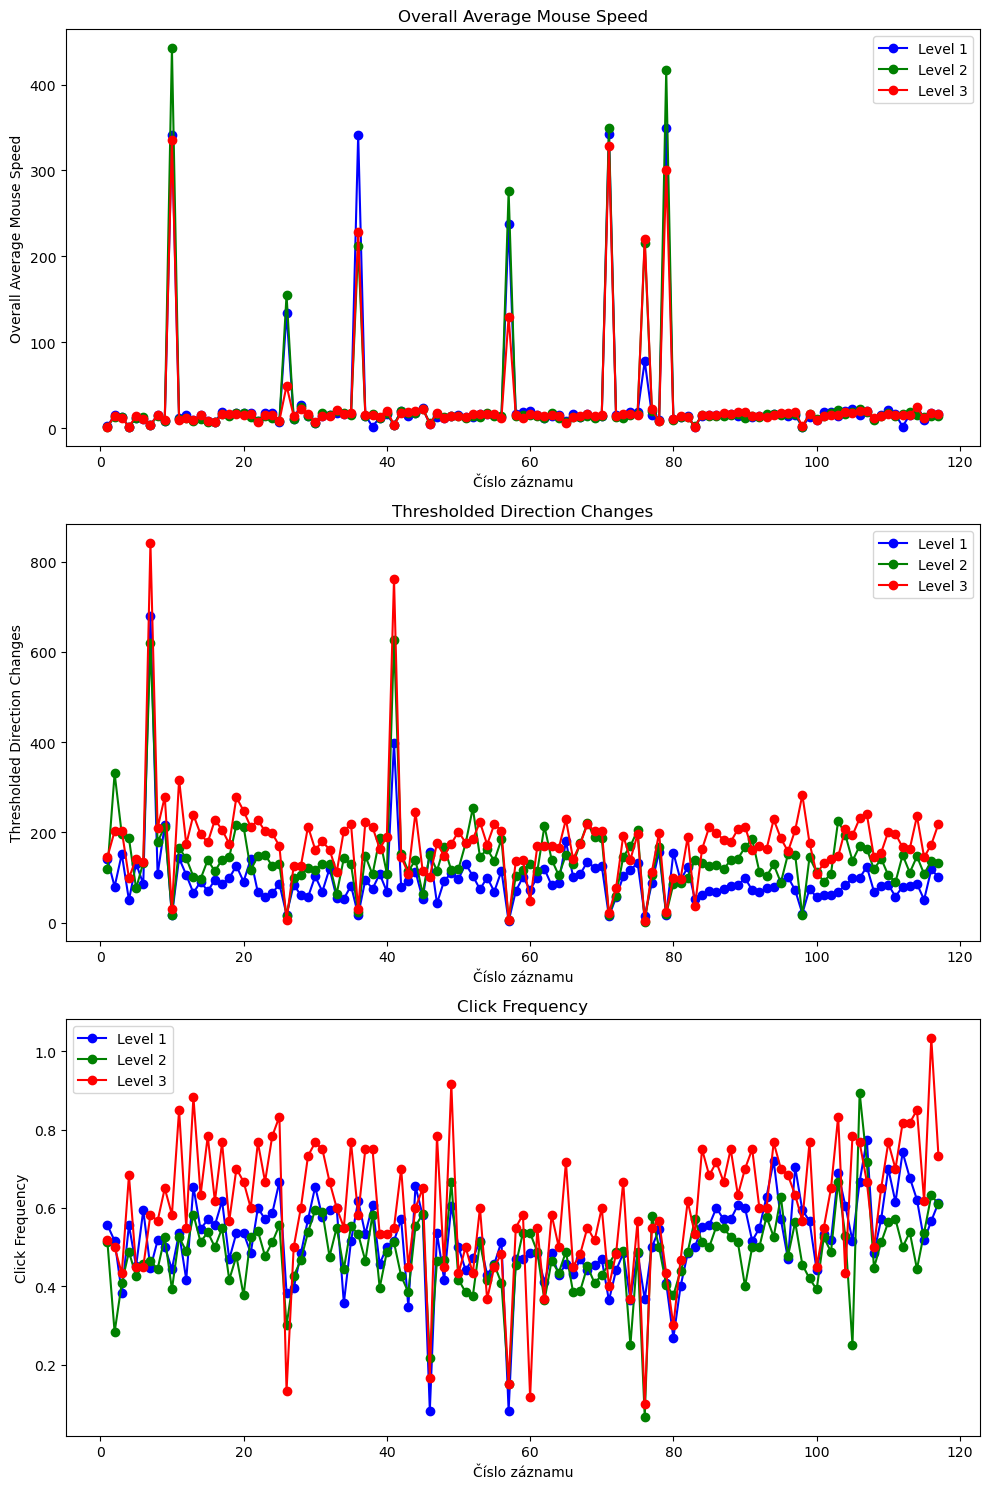 Overall Average Mouse Speed
Overall Average Mouse Speed
400
300
200
100
0
Level 1
Level 2
Level 3
0 20 40 60 80 100 120
Číslo záznamu
Thresholded Direction Changes
Thresholded Direction Changes
800
600
400
200
0
Level 1
Level 2
Level 3
0 20 40 60 80 100 120
Číslo záznamu
Click Frequency
Click Frequency
1.0
0.8
0.6
0.4
0.2
Level 1
Level 2
Level 3
0 20 40 60 80 100 120
Číslo záznamu